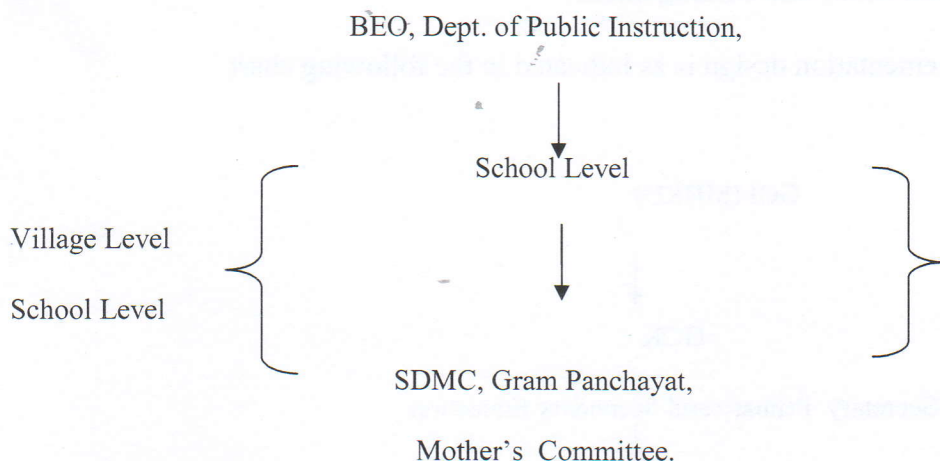 BEO, Dept. of Public Instruction,
School Level
Village Level
School Level
SDMC, Gram Panchayat,
Mother's Committee.